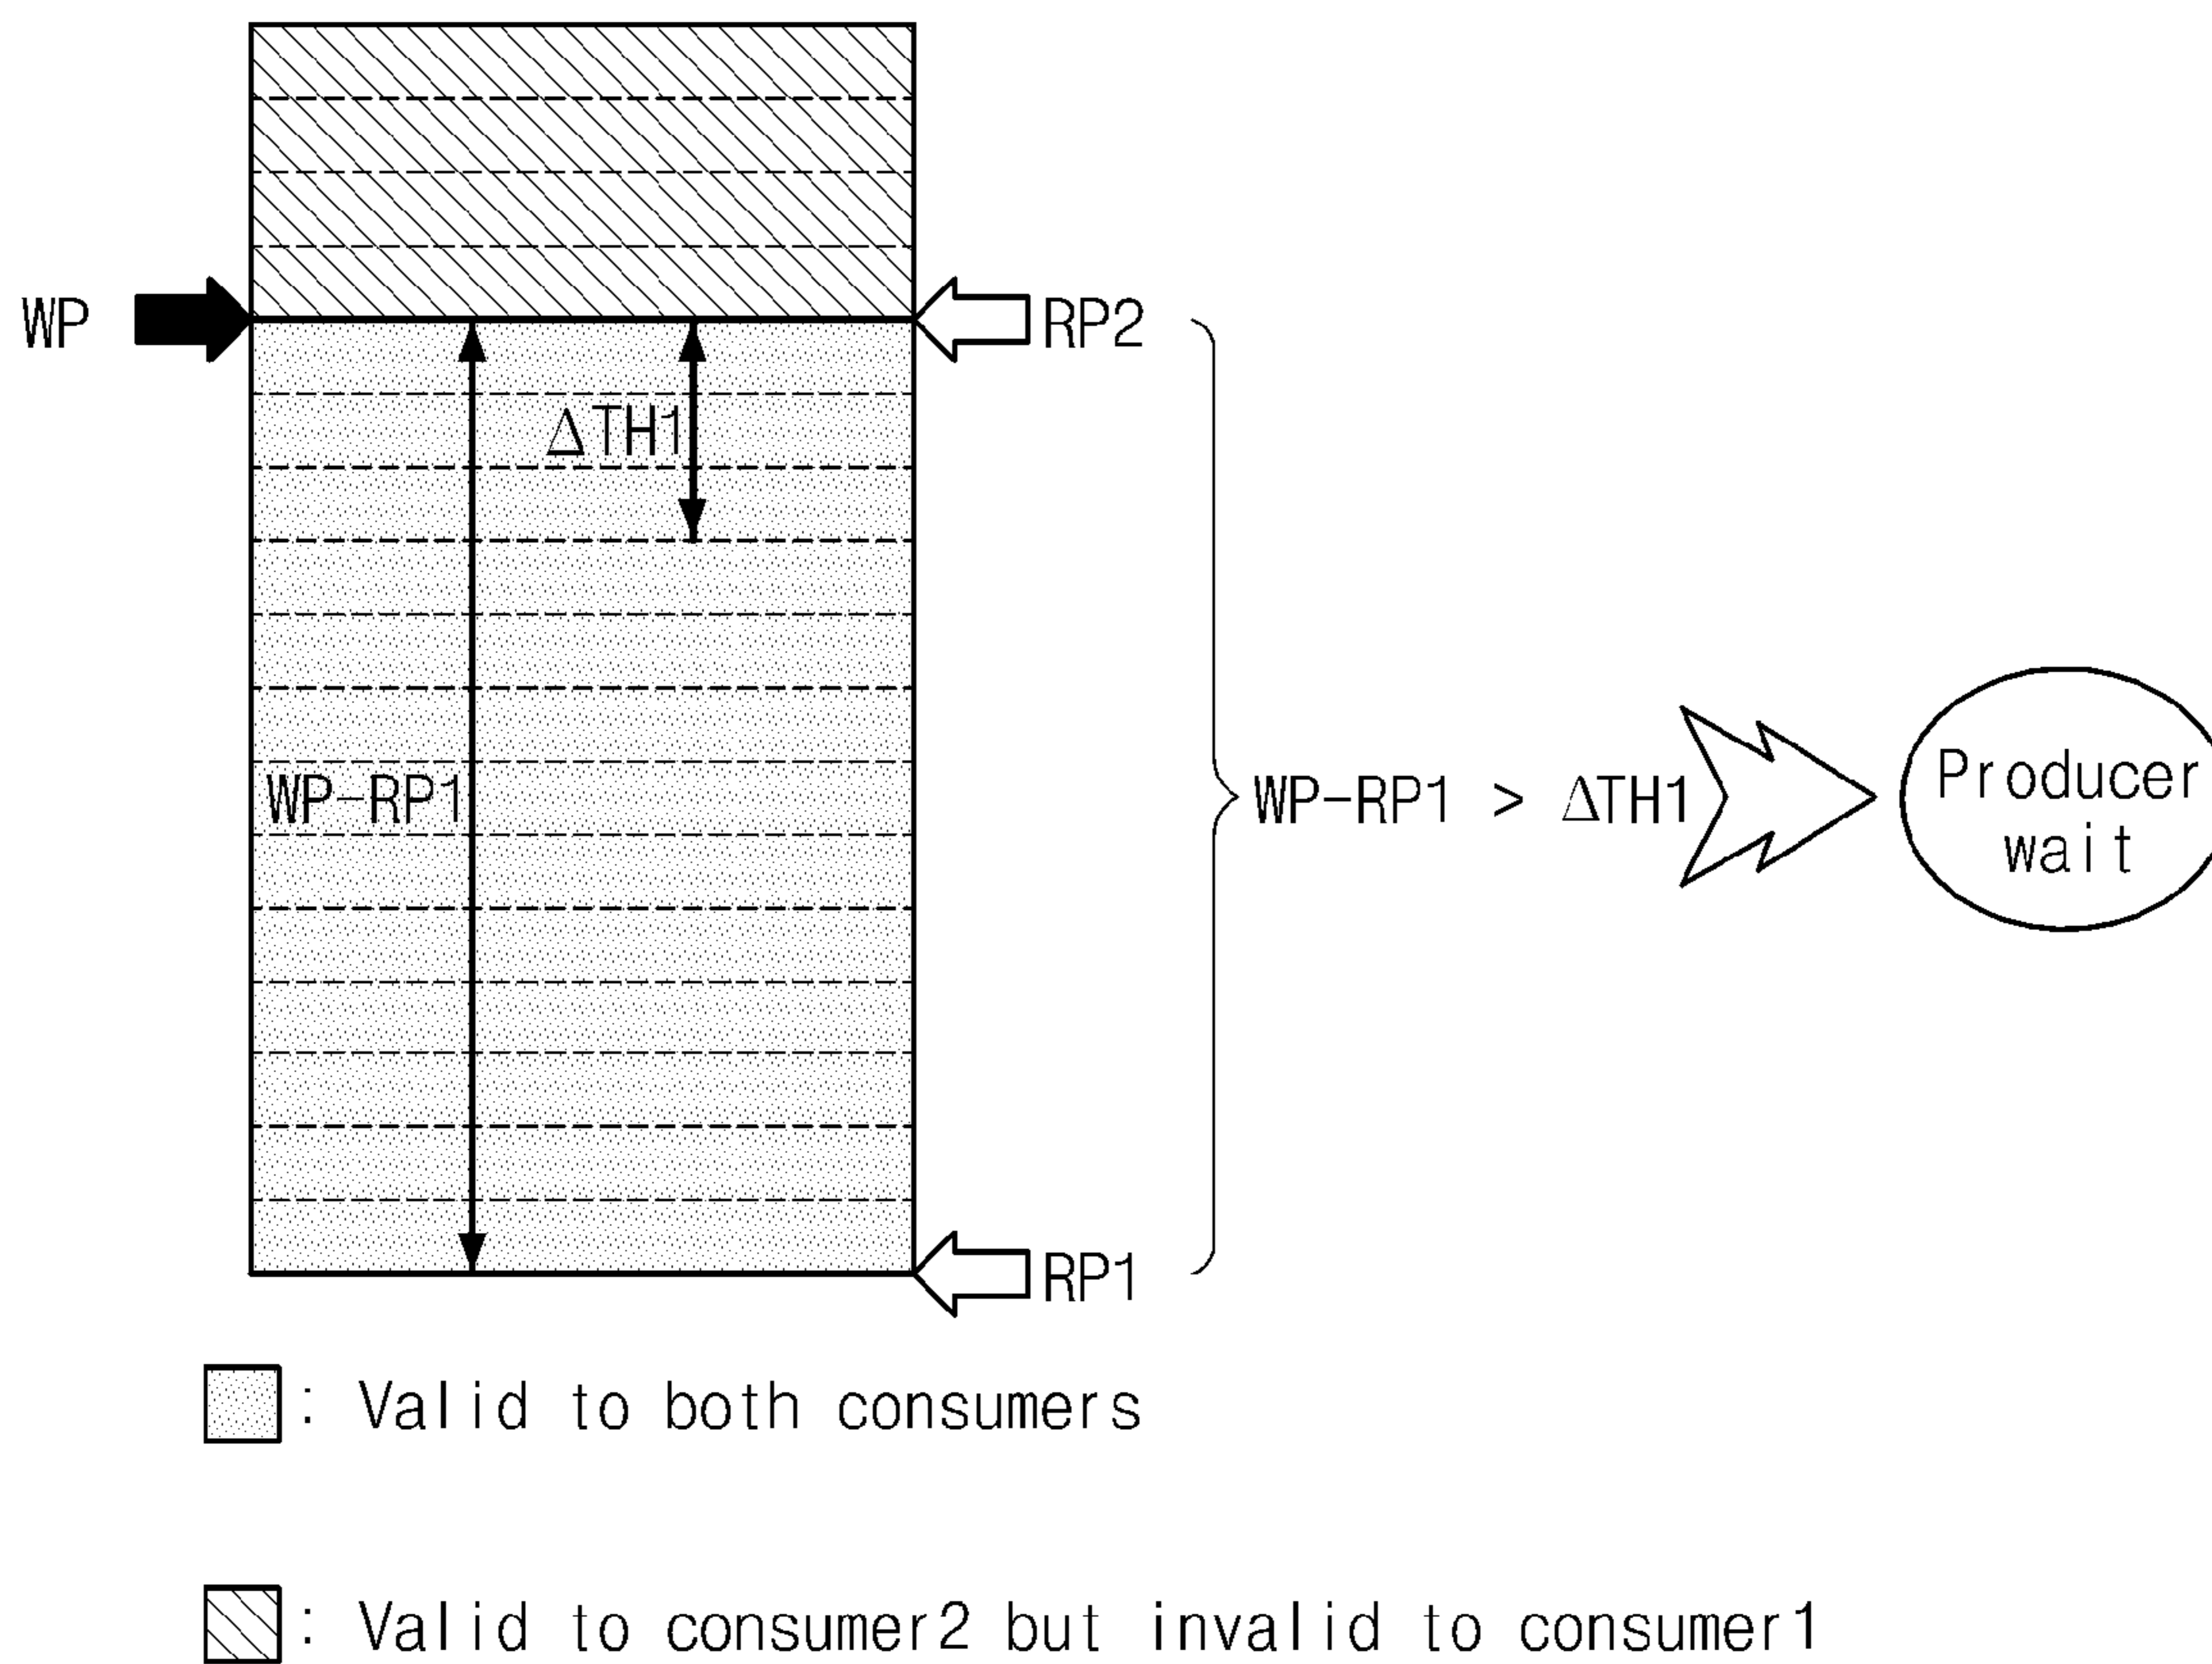 WP
RP2
ΔTH1
WP-RP1
WP-RP1 > ΔTH1
Producer
wait
RP1
: Valid to both consumers
: Valid to consumer2 but invalid to consumer1